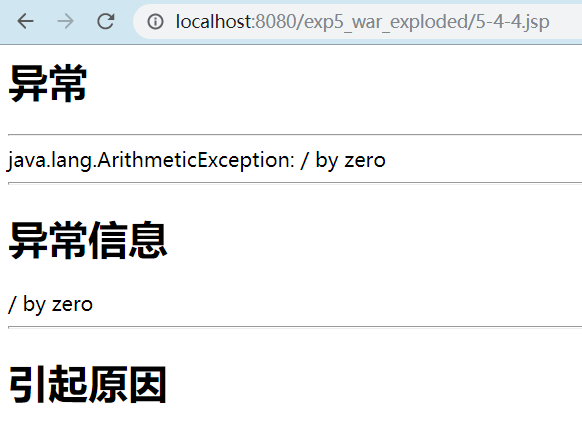 localhost:8080/exp5_war_exploded/5-4-4.jsp
异常
java.lang.ArithmeticException: / by zero
异常信息
/ by zero
引起原因